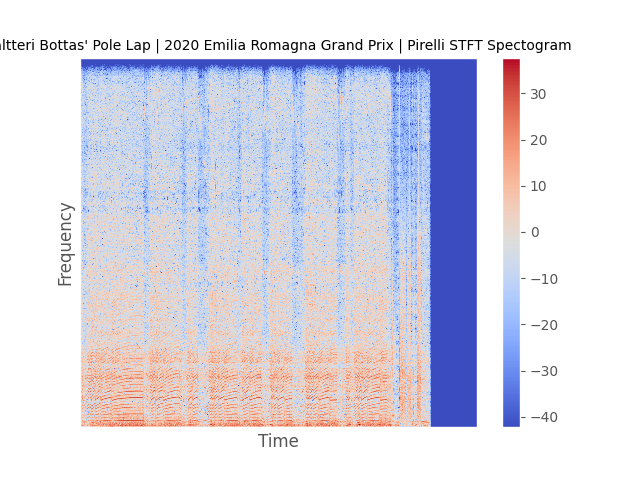 ltteri Bottas' Pole Lap | 2020 Emilia Romagna Grand Prix | Pirelli STFT Spectogram
Frequency
Time
30
20
10
0
−10
−20
−30
−40